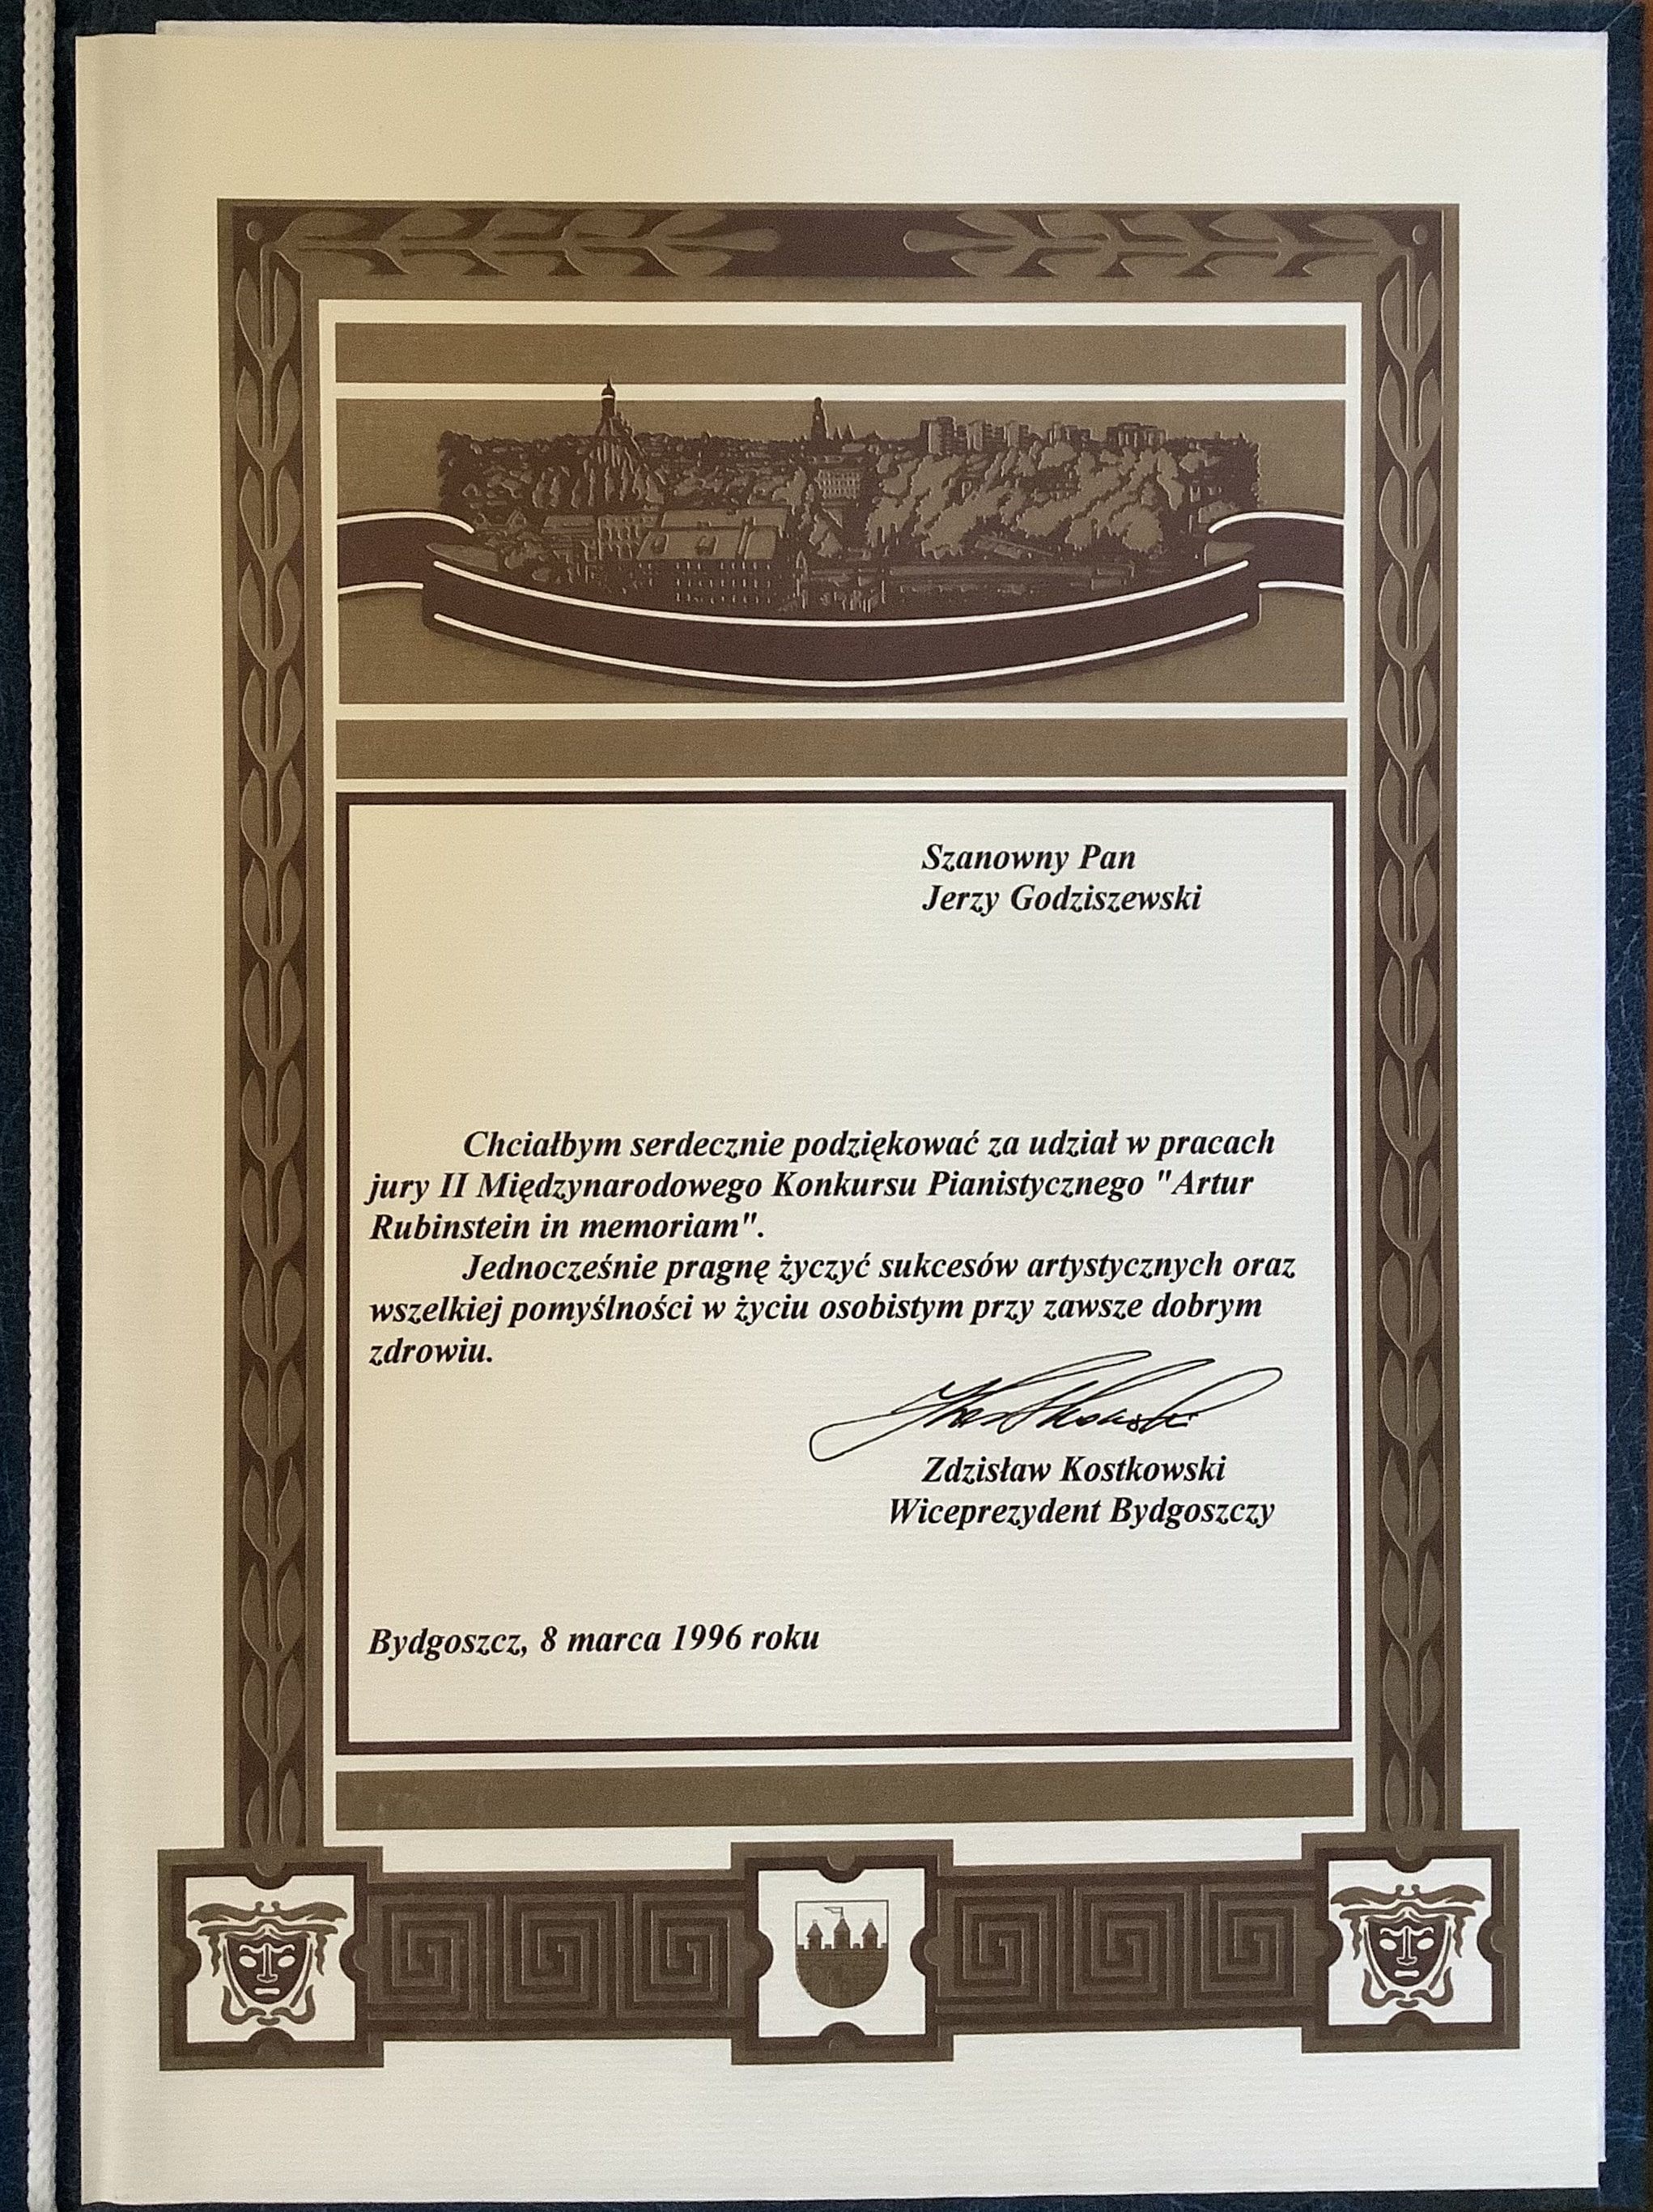 Szanowny Pan
Jerzy Godziszewski
Chciałbym serdecznie podziękować za udział w pracach
jury II Międzynarodowego Konkursu Pianistycznego "Artur
Rubinstein in memoriam".
Jednocześnie pragnę życzyć sukcesów artystycznych oraz
wszelkiej pomyślności w życiu osobistym przy zawsze dobrym
zdrowiu.
Zdzisław Kostkowski
Wiceprezydent Bydgoszczy
Bydgoszcz, 8 marca 1996 roku